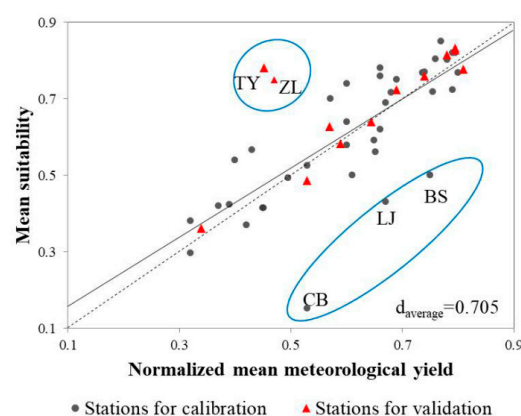 0.9
0.7
0.5
0.3
0.1
Mean suitability
TY
ZL
BS
LJ
CB
d_average=0.705
0.1 0.3 0.5 0.7 0.9
Normalized mean meteorological yield
Stations for calibration Stations for validation